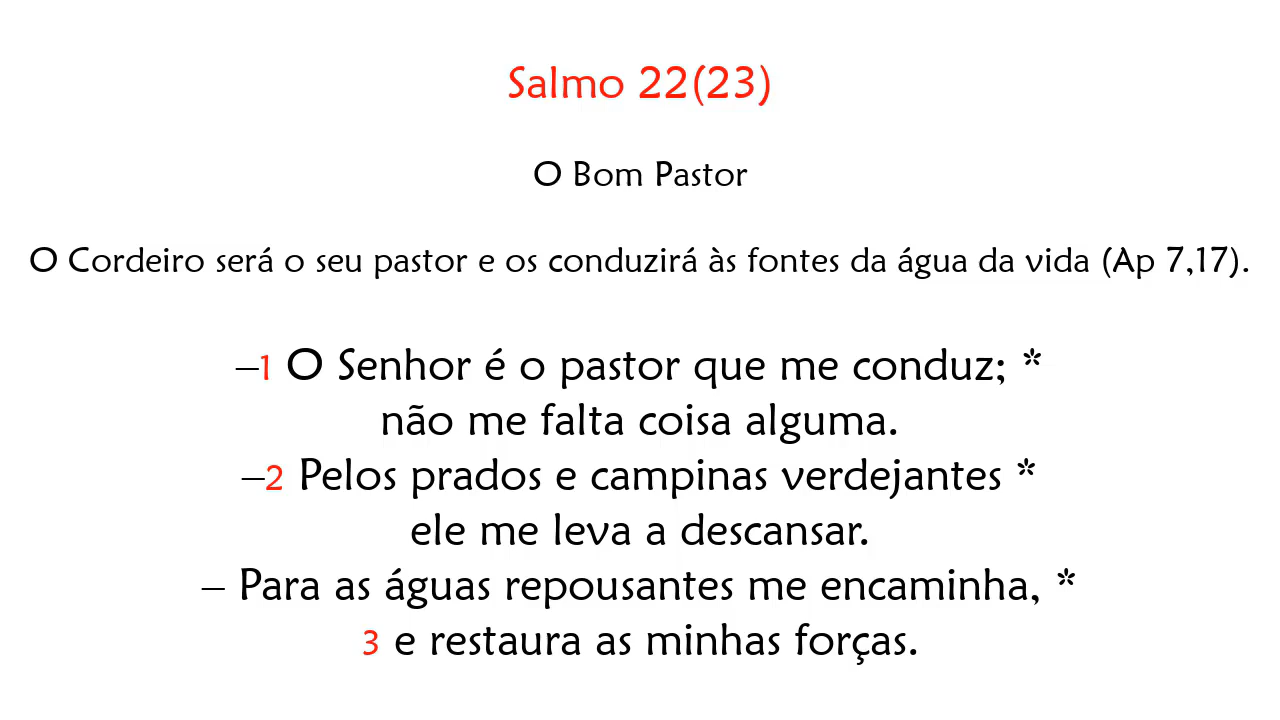 Salmo 22(23)
O Bom Pastor
O Cordeiro será o seu pastor e os conduzirá às fontes da água da vida (Ap 7,17).
–1 O Senhor é o pastor que me conduz; *
não me falta coisa alguma.
–2 Pelos prados e campinas verdejantes *
ele me leva a descansar.
– Para as águas repousantes me encaminha, *
3 e restaura as minhas forças.